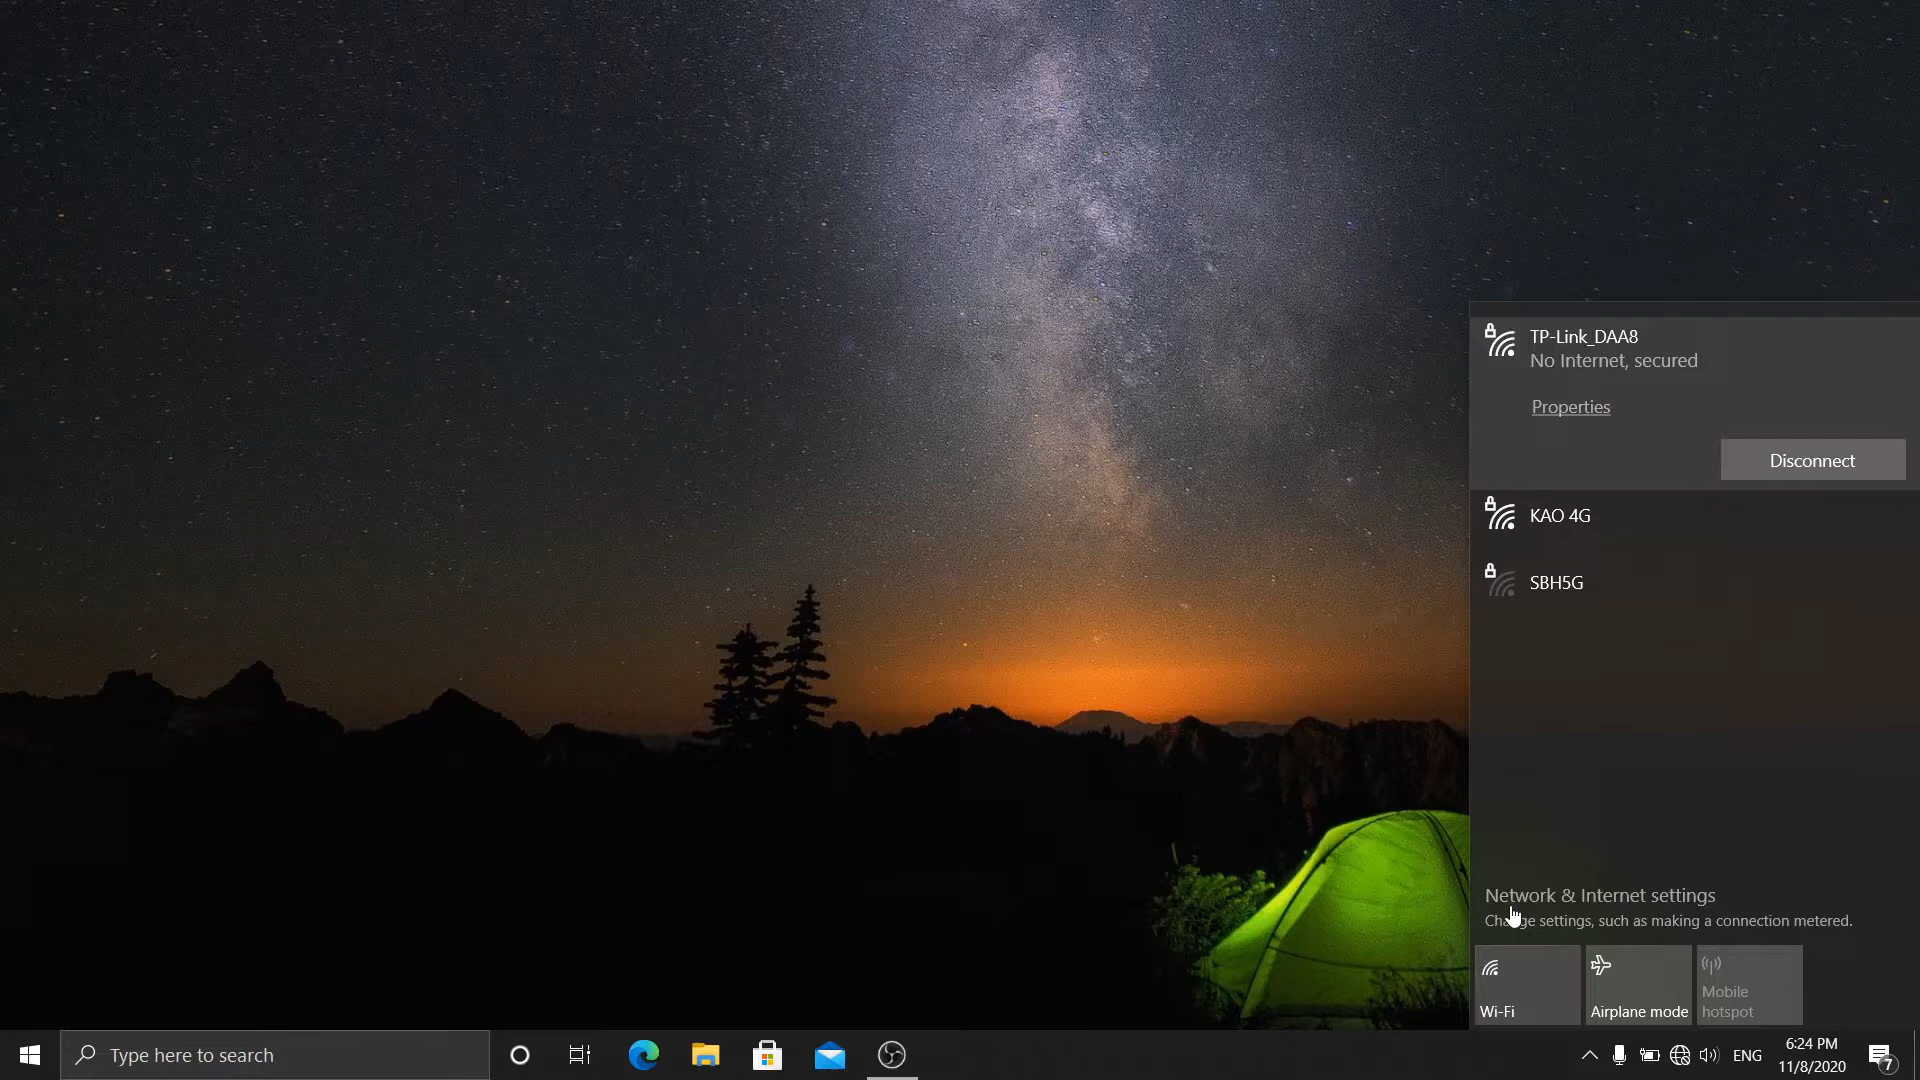 TP-Link_DAA8
No Internet, secured
Properties
Disconnect
KAO 4G
SBH5G
Network & Internet settings
Change settings, such as making a connection metered.
Wi-Fi
Airplane mode
Mobile
hotspot
Type here to search
ENG
6:24 PM
11/8/2020
7